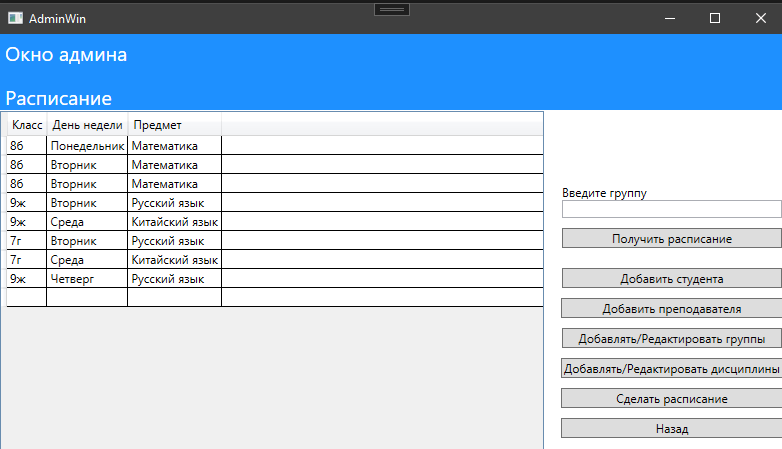 AdminWin
Окно админа
Расписание
Класс День недели Предмет
8б Понедельник Математика
8б Вторник Математика
8б Вторник Математика
9ж Вторник Русский язык
9ж Среда Китайский язык
7г Вторник Русский язык
7г Среда Китайский язык
9ж Четверг Русский язык
Введите группу
Получить расписание
Добавить студента
Добавить преподавателя
Добавлять/Редактировать группы
Добавлять/Редактировать дисциплины
Сделать расписание
Назад